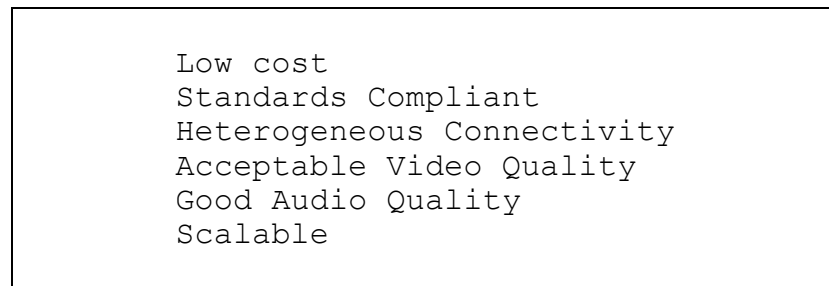 Low cost
Standards Compliant
Heterogeneous Connectivity
Acceptable Video Quality
Good Audio Quality
Scalable